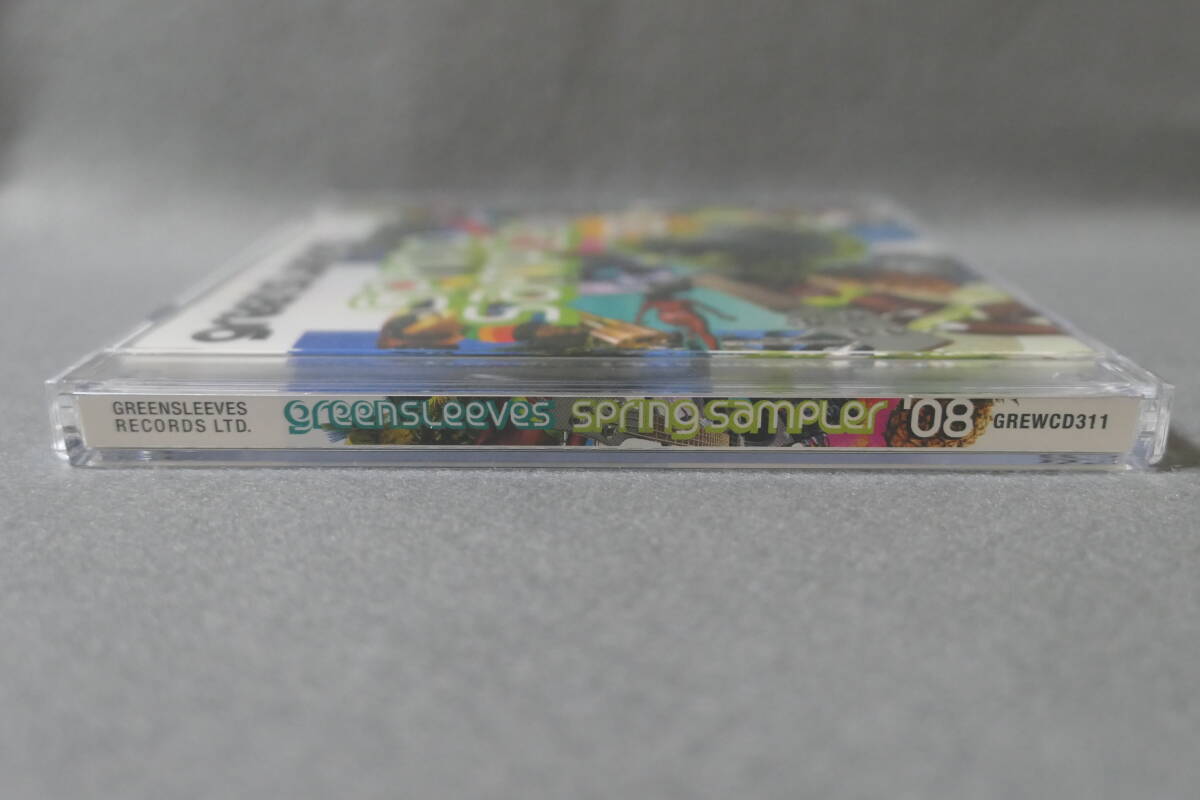 GREENSLEEVES
RECORDS LTD.
greensleeves spring sampler '08
GREWCD311